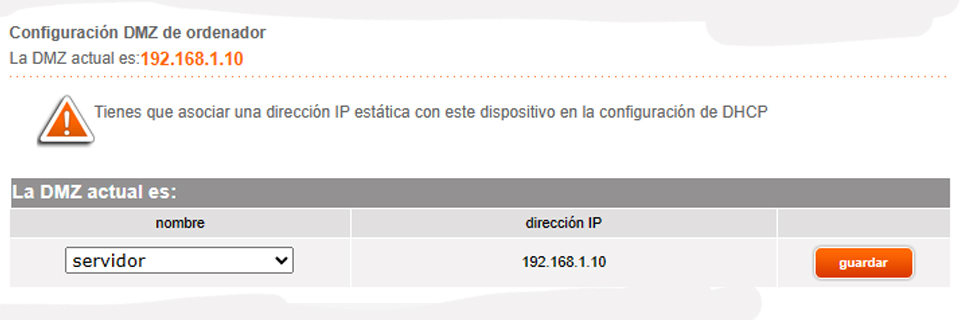 Configuración DMZ de ordenador
La DMZ actual es:192.168.1.10
Tienes que asociar una dirección IP estática con este dispositivo en la configuración de DHCP
La DMZ actual es:
nombre dirección IP
servidor 192.168.1.10 guardar